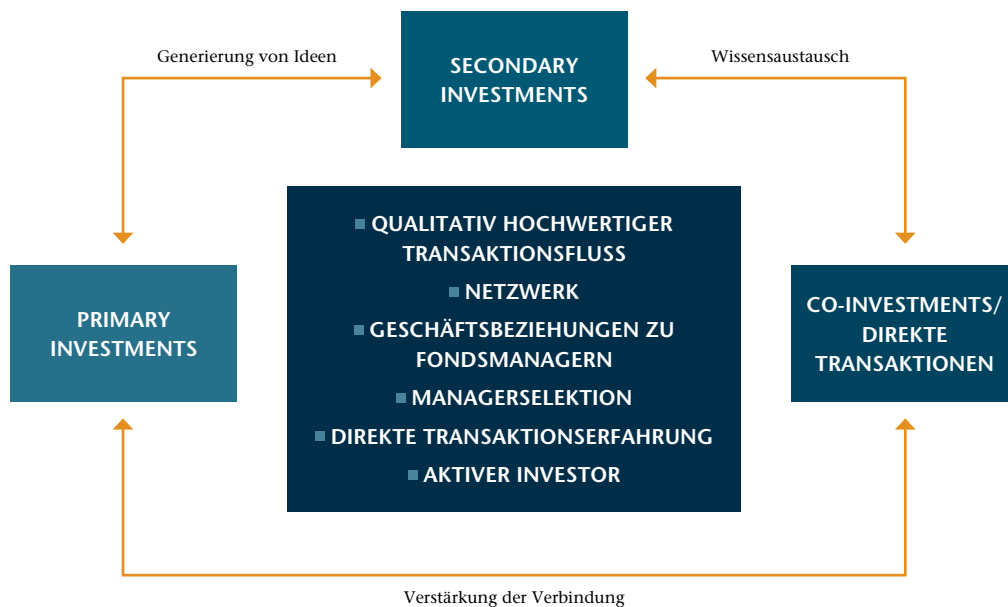 Generierung von Ideen
Wissensaustausch
SECONDARY
INVESTMENTS
QUALITATIV HOCHWERTIGER
TRANSAKTIONSFLUSS
NETZWERK
GESCHÄFTSBEZIEHUNGEN ZU
FONDSMANAGERN
MANAGERSELEKTION
DIREKTE TRANSAKTIONSERFAHRUNG
AKTIVER INVESTOR
PRIMARY
INVESTMENTS
CO-INVESTMENTS/
DIREKTE
TRANSAKTIONEN
Verstärkung der Verbindung